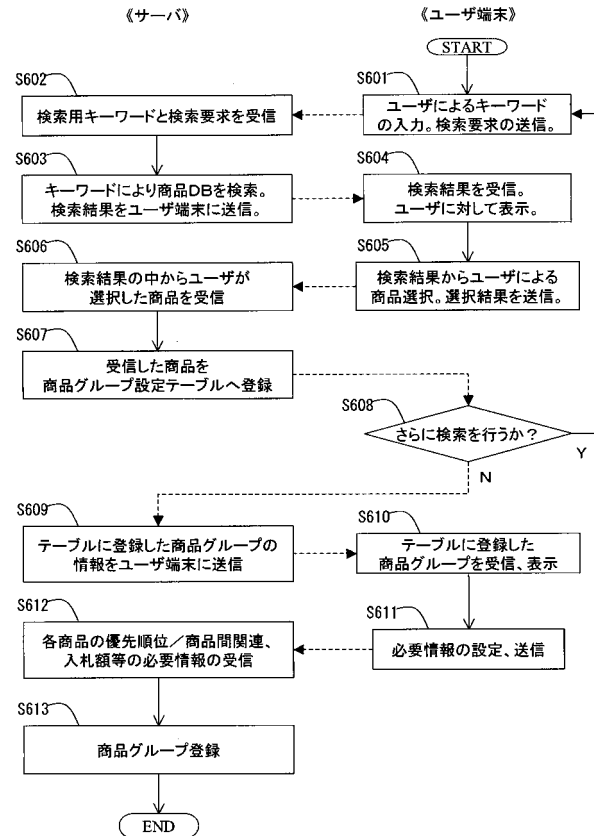 《サーバ》
《ユーザ端末》
START
S601
ユーザによるキーワード
の入力。検索要求の送信。
S602
検索用キーワードと検索要求を受信
S603
キーワードにより商品DBを検索。
検索結果をユーザ端末に送信。
S604
検索結果を受信。
ユーザに対して表示。
S605
検索結果からユーザによる
商品選択。選択結果を送信。
S606
検索結果の中からユーザが
選択した商品を受信
S607
受信した商品を
商品グループ設定テーブルへ登録
S608
さらに検索を行うか？
Y
N
S609
テーブルに登録した商品グループの
情報をユーザ端末に送信
S610
テーブルに登録した
商品グループを受信、表示
S611
必要情報の設定、送信
S612
各商品の優先順位／商品間関連、
入札額等の必要情報の受信
S613
商品グループ登録
END